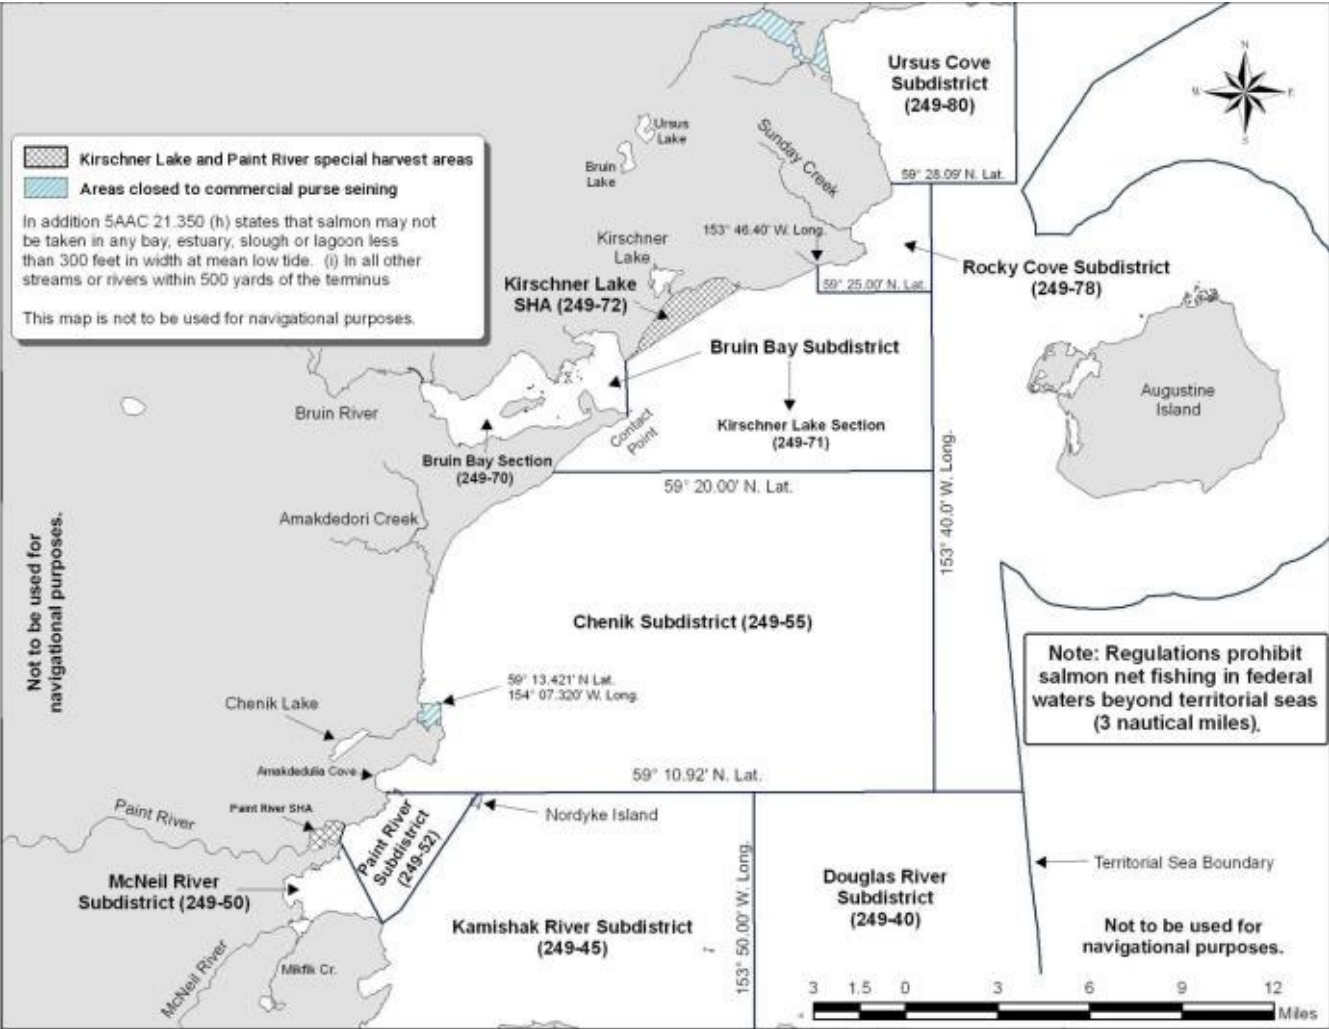 Ursus Cove
Subdistrict
(249-80)
N
W
E
S
Ursus
Lake
Bruin
Lake
Sunday Creek
59° 28.09' N. Lat.
Kirschner Lake and Paint River special harvest areas
Areas closed to commercial purse seining
In addition 5AAC 21.350 (h) states that salmon may not
be taken in any bay, estuary, slough or lagoon less
than 300 feet in width at mean low tide. (i) In all other
streams or rivers within 500 yards of the terminus
This map is not to be used for navigational purposes.
153° 46.40' W. Long.
Kirschner
Lake
Kirschner Lake
SHA (249-72)
59° 25.00' N. Lat.
Rocky Cove Subdistrict
(249-78)
Bruin Bay Subdistrict
Augustine
Island
Bruin River
Contact
Point
Kirschner Lake Section
(249-71)
Bruin Bay Section
(249-70)
59° 20.00' N. Lat.
153° 40.0' W. Long.
Amakdedori Creek
Not to be used for
navigational purposes.
Chenik Subdistrict (249-55)
Note: Regulations prohibit
salmon net fishing in federal
waters beyond territorial seas
(3 nautical miles).
59° 13.421' N Lat.
154° 07.320' W. Long.
Chenik Lake
Amakdedulia Cove
59° 10.92' N. Lat.
Paint River
Paint River SHA
Paint River
Subdistrict
(249-52)
Nordyke Island
Territorial Sea Boundary
McNeil River
Subdistrict (249-50)
Douglas River
Subdistrict
(249-40)
Kamishak River Subdistrict
(249-45)
153° 50.00' W. Long.
Not to be used for
navigational purposes.
McNeil River
Mikfik Cr.
3 1.5 0 3 6 9 12
Miles